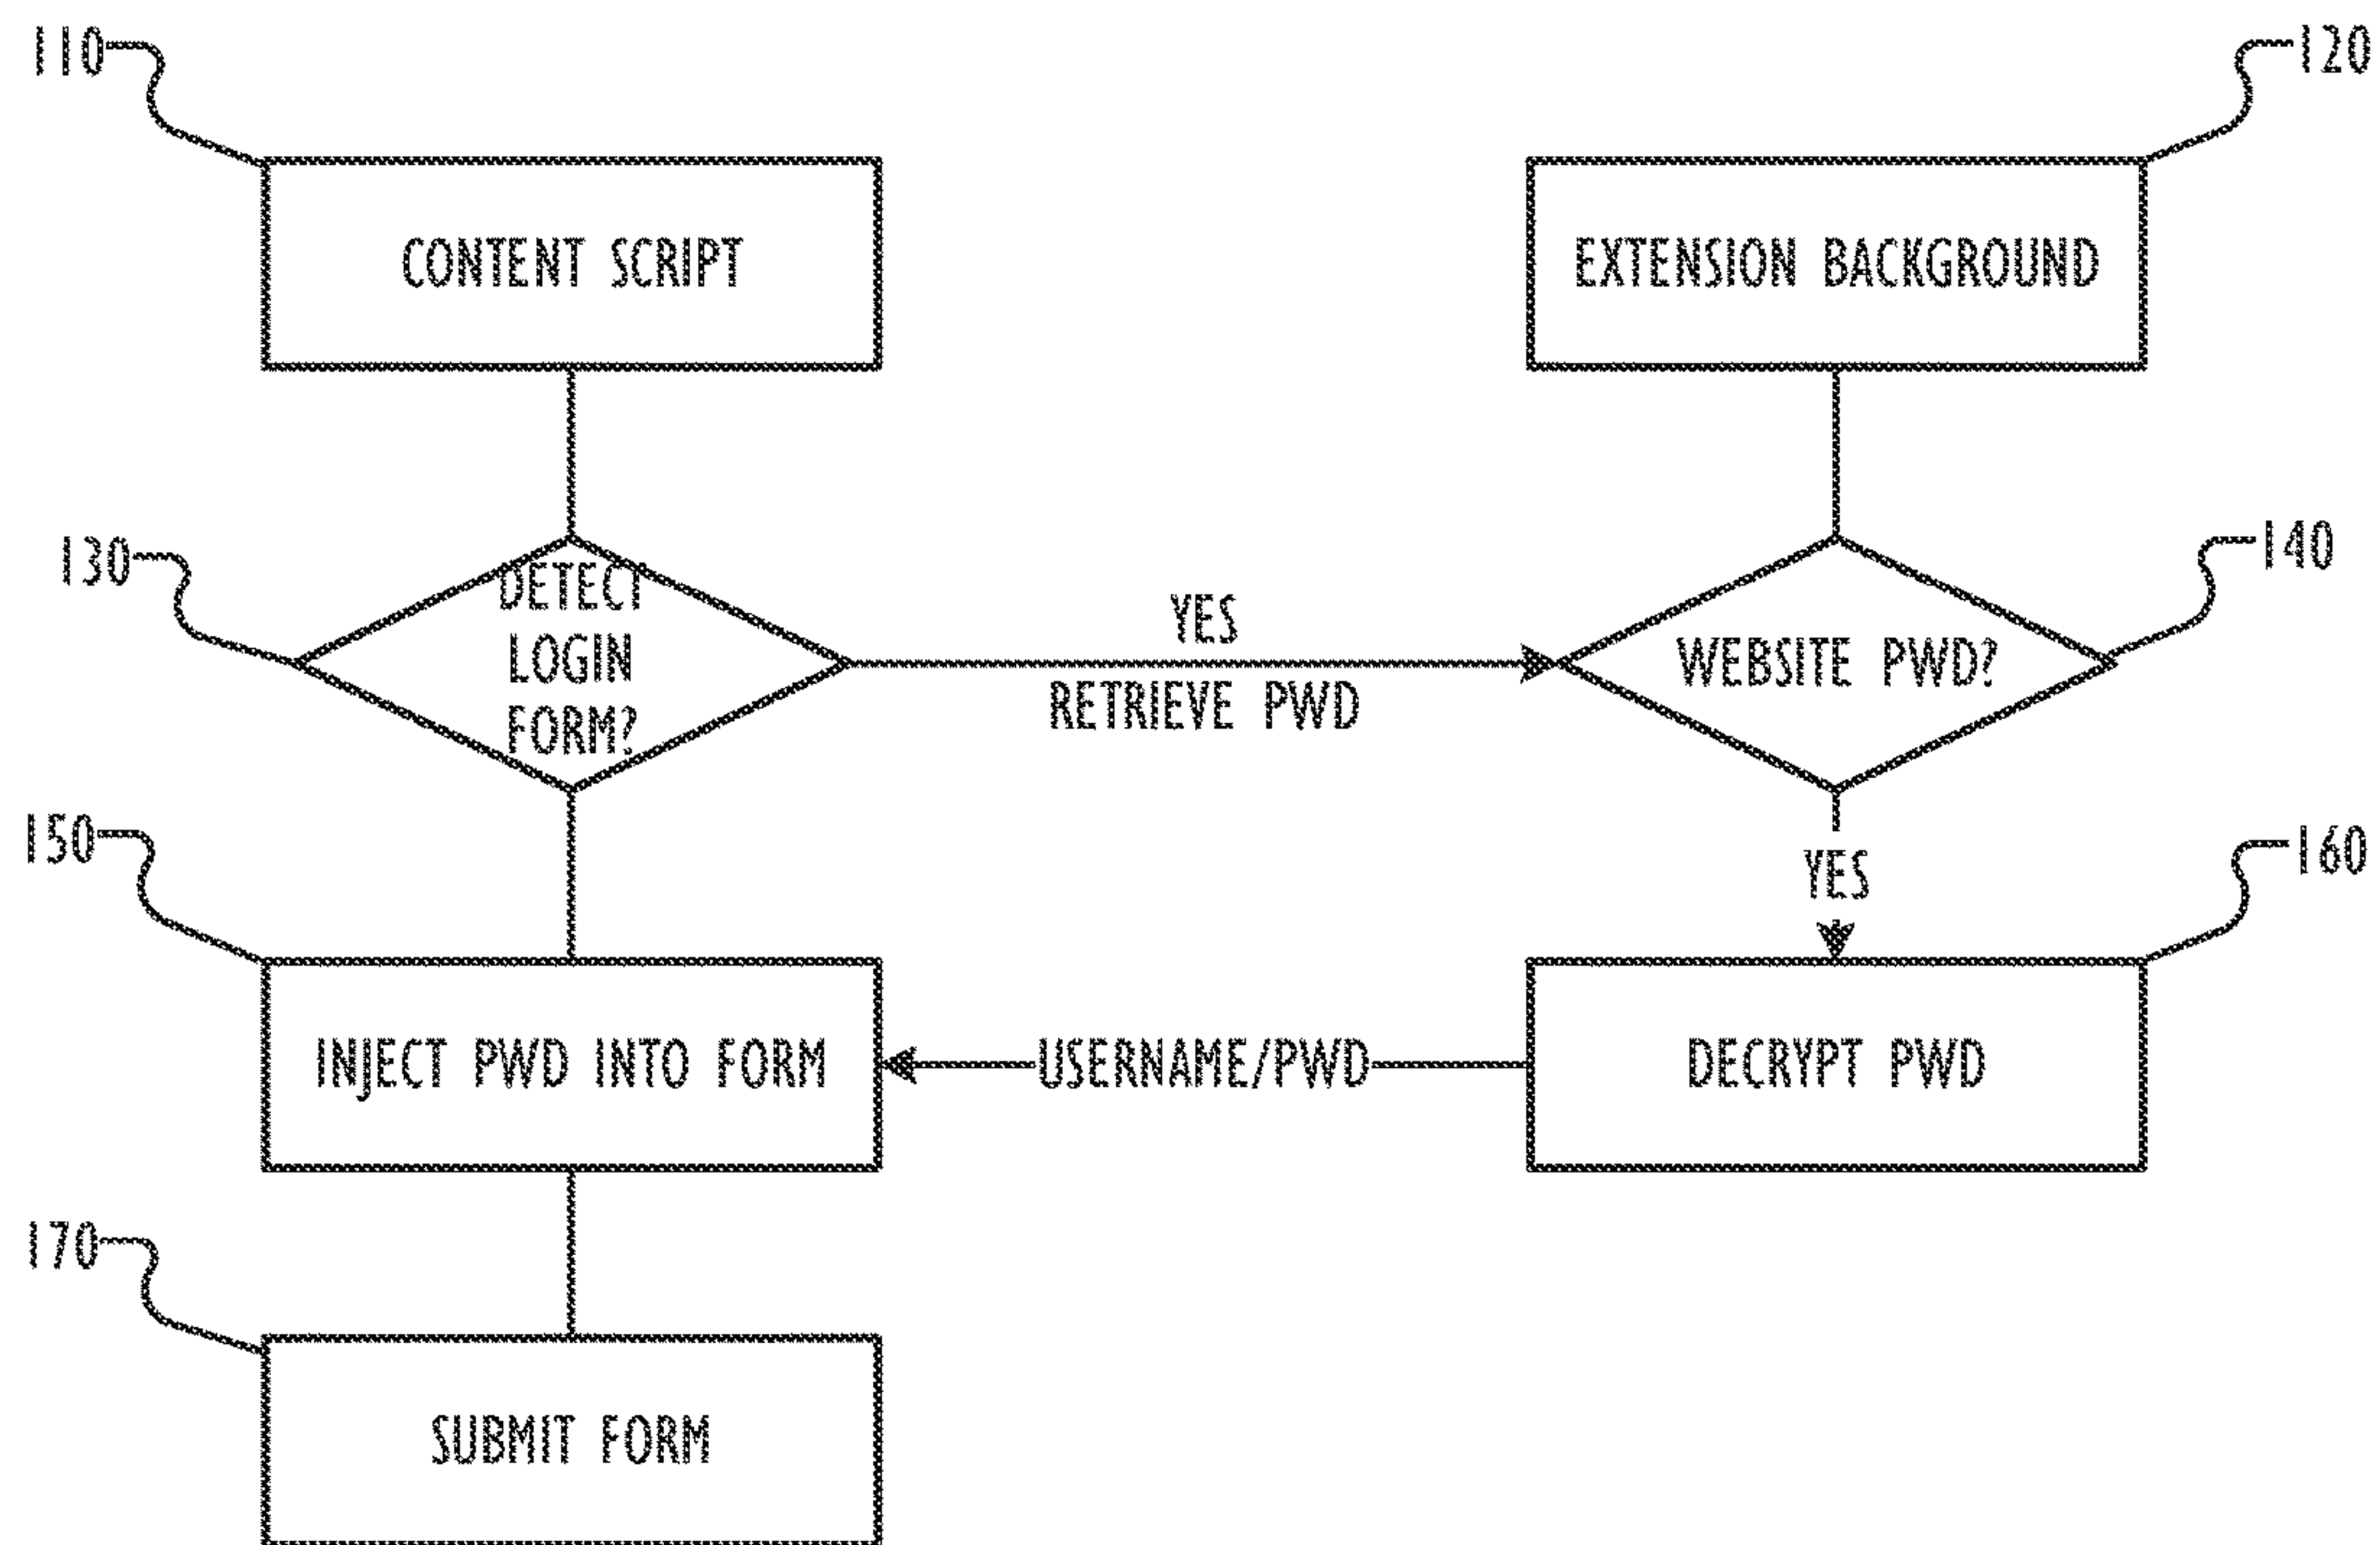 110
120
CONTENT SCRIPT
EXTENSION BACKGROUND
130
DETECT
LOGIN
FORM?
YES
RETRIEVE PWD
WEBSITE PWD?
140
150
YES
160
INJECT PWD INTO FORM
USERNAME/PWD
DECRYPT PWD
170
SUBMIT FORM